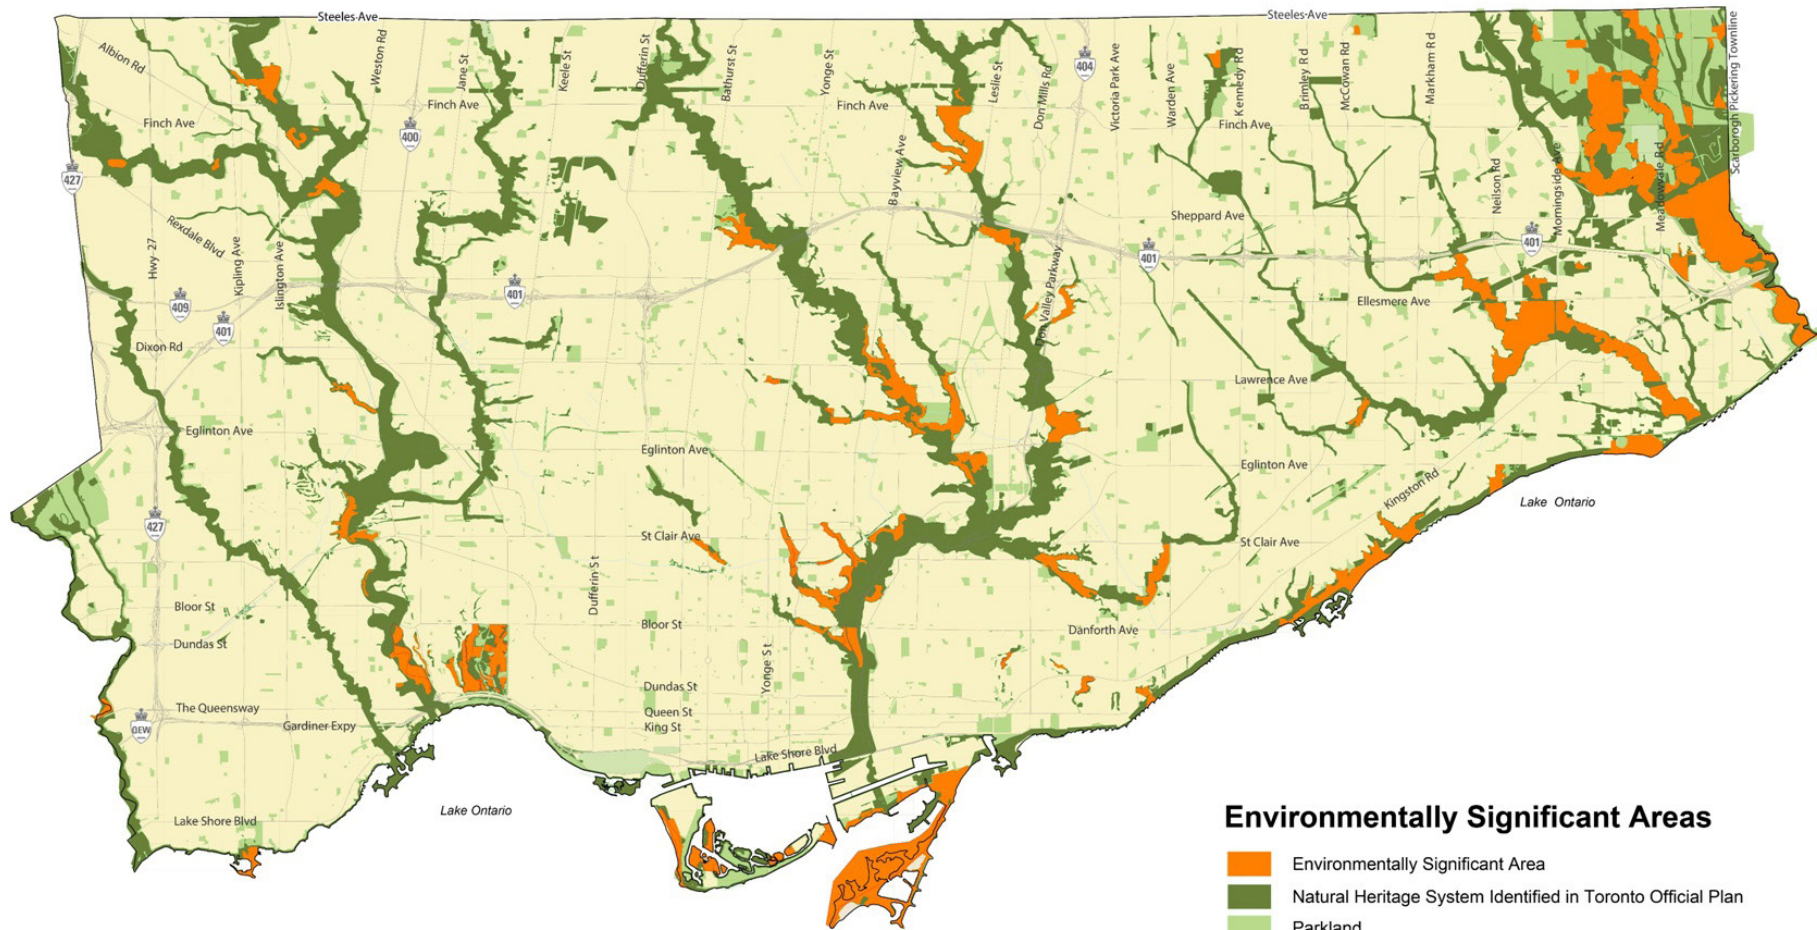 Steeles Ave
Steeles Ave
Albion Rd
Weston Rd
Jane St
Keele St
Dufferin St
Bathurst St
Yonge St
Leslie St
Don Mills Rd
404
Victoria Park Ave
Warden Ave
Kennedy Rd
Brimley Rd
McCowan Rd
Markham Rd
Scarborogh Pickering Townline
Finch Ave
Finch Ave
Finch Ave
Finch Ave
400
427
Bayview Ave
Neilson Rd
Morningside Ave
Meadowvale Rd
Rexdale Blvd
Hwy 27
Kipling Ave
Islington Ave
Sheppard Ave
401
401
401
409
401
Don Valley Parkway
Ellesmere Ave
Dixon Rd
Lawrence Ave
Eglinton Ave
Eglinton Ave
Eglinton Ave
Kingston Rd
Lake Ontario
427
St Clair Ave
St Clair Ave
Dufferin St
Bloor St
Bloor St
Danforth Ave
Dundas St
Yonge St
Dundas St
The Queensway
Queen St
King St
QEW
Gardiner Expy
Lake Shore Blvd
Lake Ontario
Lake Shore Blvd
Environmentally Significant Areas
Environmentally Significant Area
Natural Heritage System Identified in Toronto Official Plan
Parkland